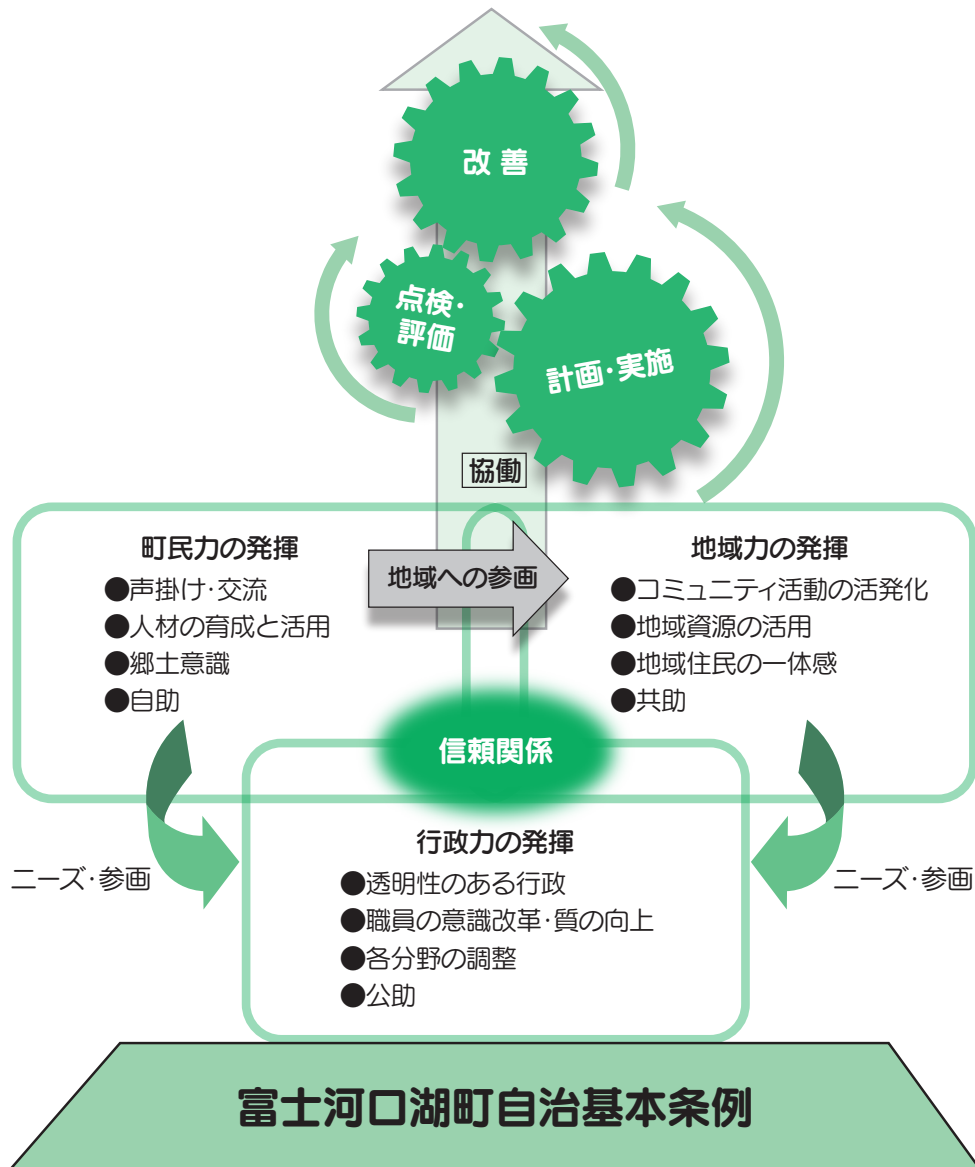 改善
点検・
評価
計画・実施
協働
町民力の発揮
●声掛け・交流
●人材の育成と活用
●郷土意識
●自助
地域への参画
地域力の発揮
●コミュニティ活動の活発化
●地域資源の活用
●地域住民の一体感
●共助
信頼関係
ニーズ・参画
行政力の発揮
●透明性のある行政
●職員の意識改革・質の向上
●各分野の調整
●公助
ニーズ・参画
富士河口湖町自治基本条例